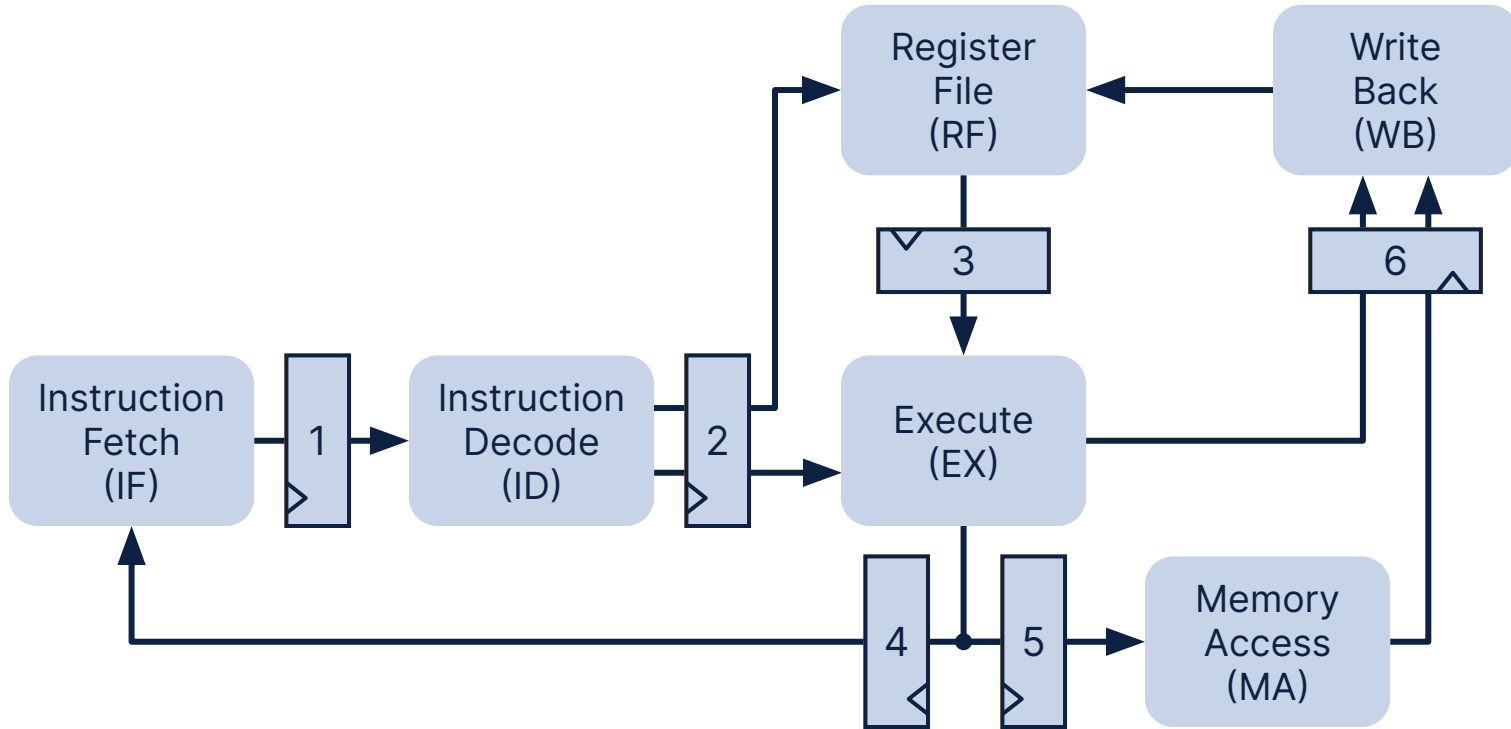 Register
File
(RF)
Write
Back
(WB)
3
6
Instruction
Fetch
(IF)
1
Instruction
Decode
(ID)
2
Execute
(EX)
4
5
Memory
Access
(MA)